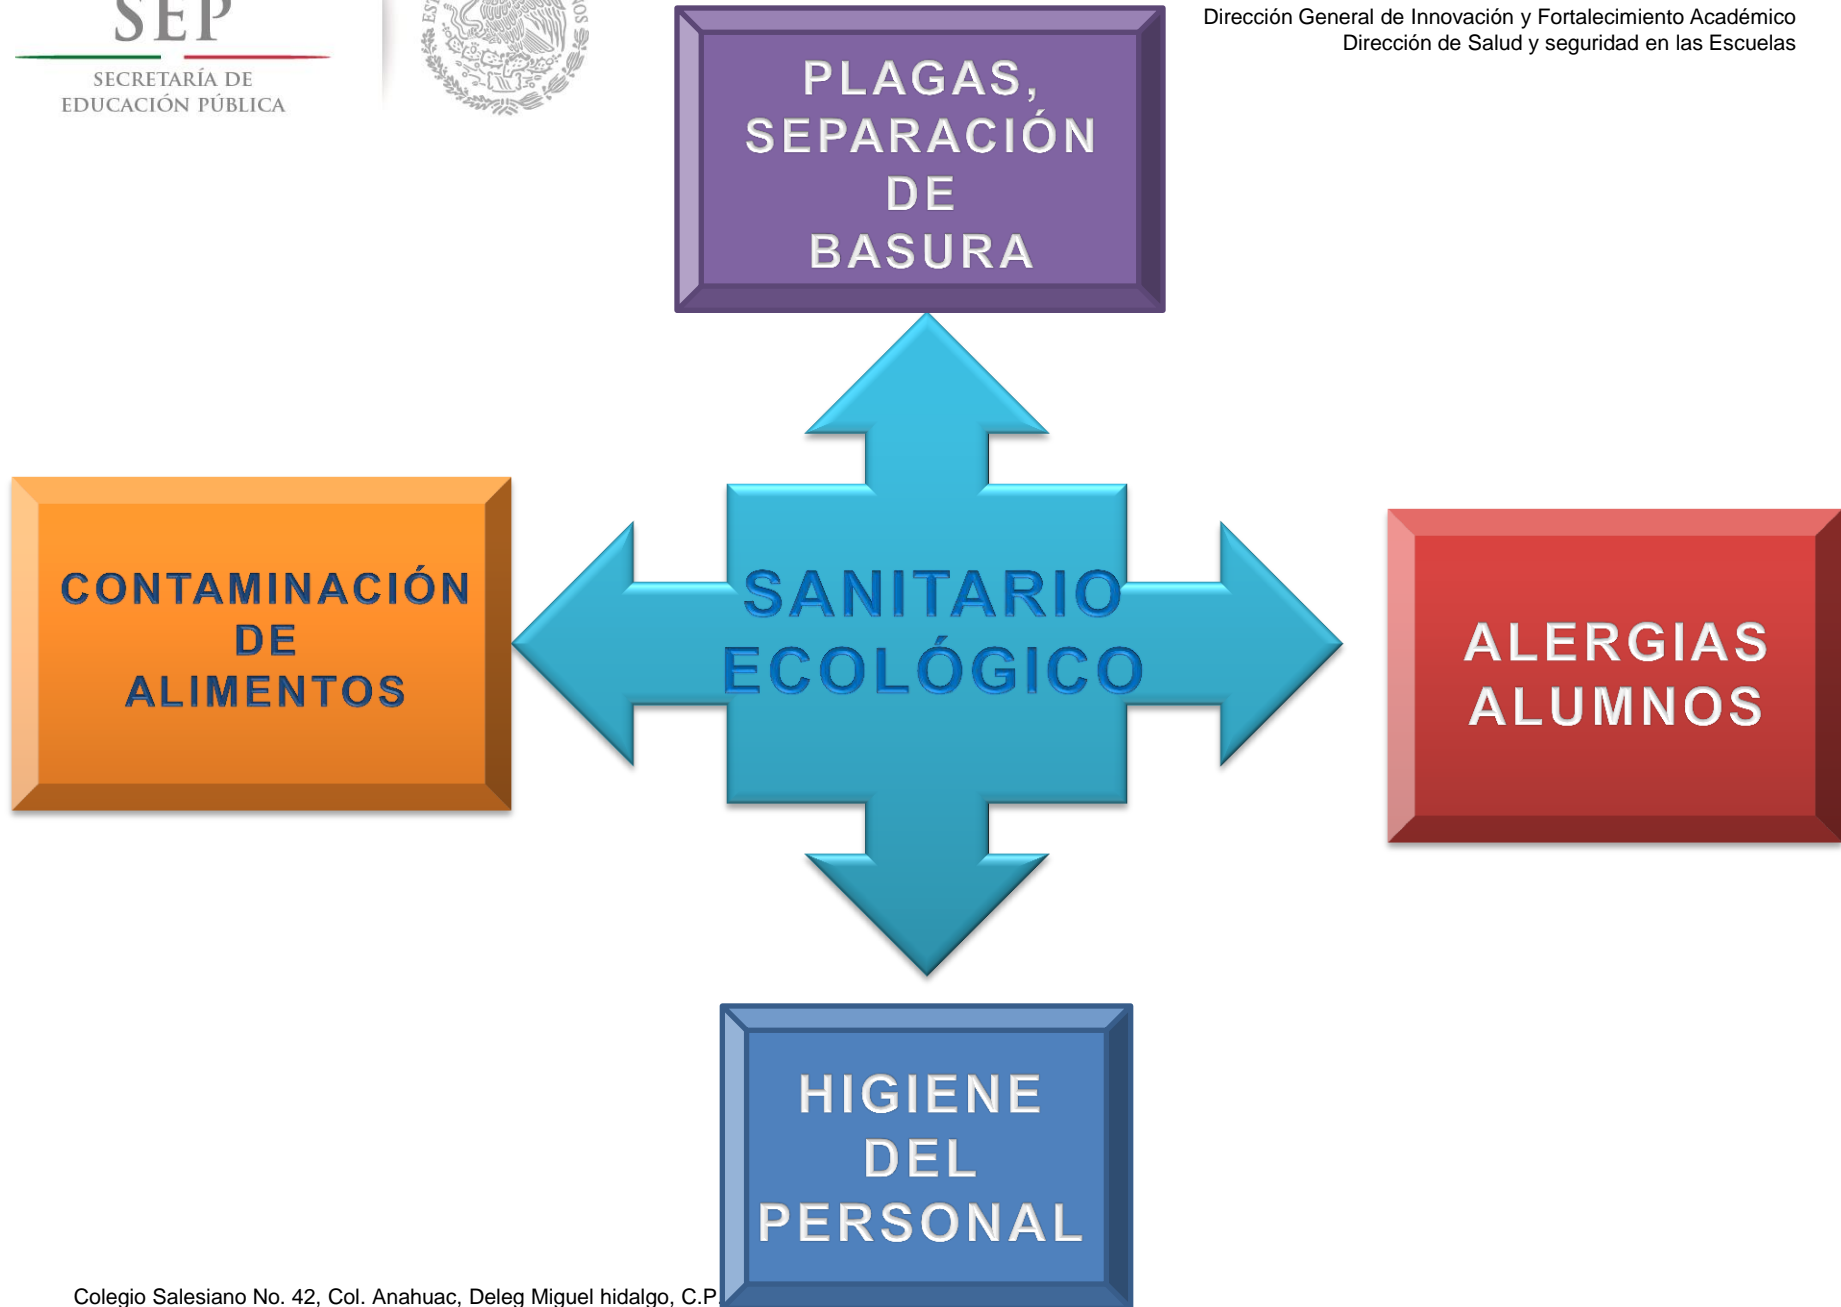 SEP
SECRETARÍA DE
EDUCACIÓN PÚBLICA
Dirección General de Innovación y Fortalecimiento Académico
Dirección de Salud y seguridad en las Escuelas
PLAGAS,
SEPARACIÓN
DE
BASURA
CONTAMINACIÓN
DE
ALIMENTOS
SANITARIO
ECOLÓGICO
ALERGIAS
ALUMNOS
HIGIENE
DEL
PERSONAL
Colegio Salesiano No. 42, Col. Anahuac, Deleg Miguel hidalgo, C.P.